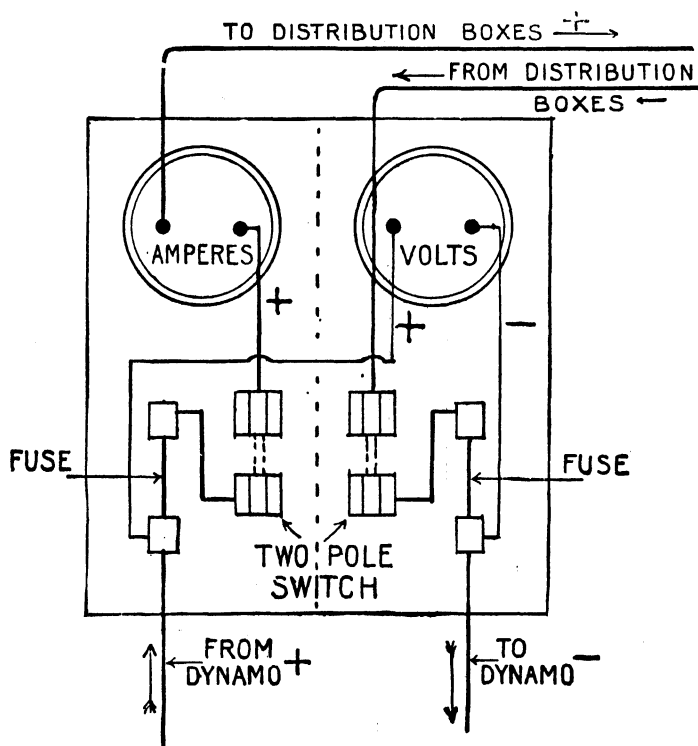 TO DISTRIBUTION BOXES +
FROM DISTRIBUTION
BOXES -
AMPERES
VOLTS
+
+
-
FUSE
FUSE
TWO POLE
SWITCH
FROM
DYNAMO +
TO
DYNAMO -